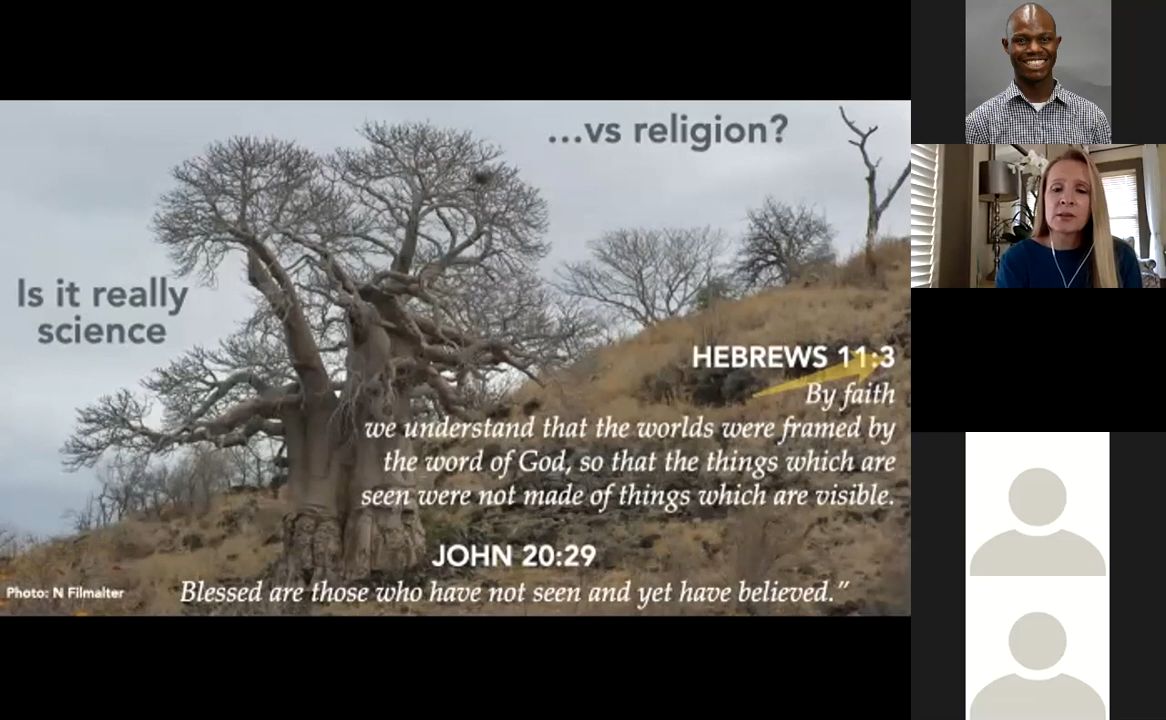 ...vs religion?
Is it really
science
HEBREWS 11:3
By faith
we understand that the worlds were framed by
the word of God, so that the things which are
seen were not made of things which are visible.
JOHN 20:29
Blessed are those who have not seen and yet have believed.”
Photo: N Filmalter